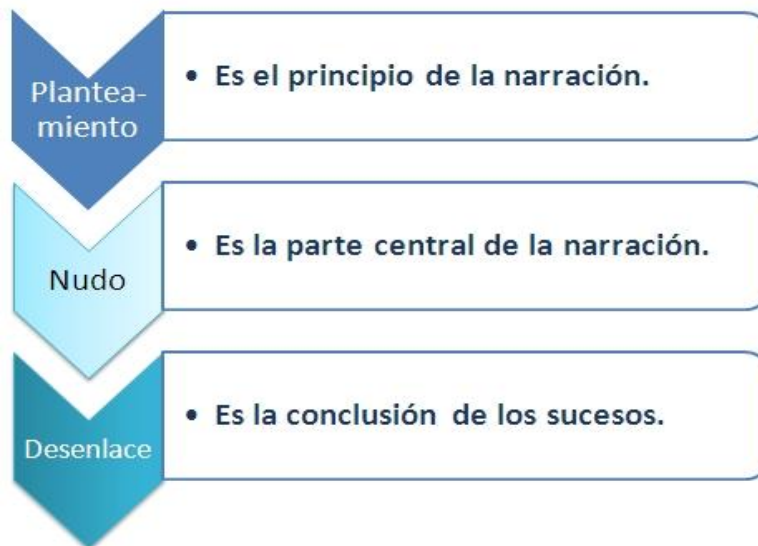 Plantea-
miento
• Es el principio de la narración.
Nudo
• Es la parte central de la narración.
Desenlace
• Es la conclusión de los sucesos.